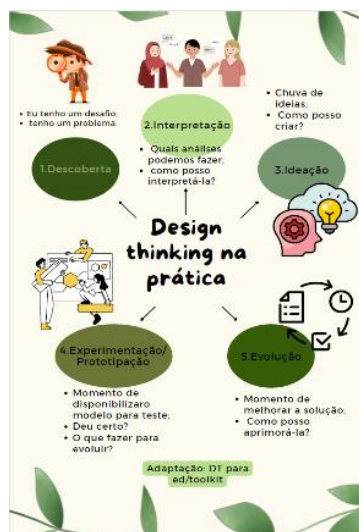 • Eu tenho um desafio;
• tenho um problema.
1.Descoberta
2.Interpretação
• Quais análises
podemos fazer;
• como posso
interpretá-la?
• Chuva de
ideias;
• Como posso
criar?
3.Ideação
Design
thinking na
prática
4.Experimentação/
Prototipação
• Momento de
disponibilizaro
modelo para teste;
• Deu certo?
• O que fazer para
evoluir?
5.Evolução
• Momento de
melhorar a solução;
• Como posso
aprimorá-la?
Adaptação: DT para
ed/toolkit